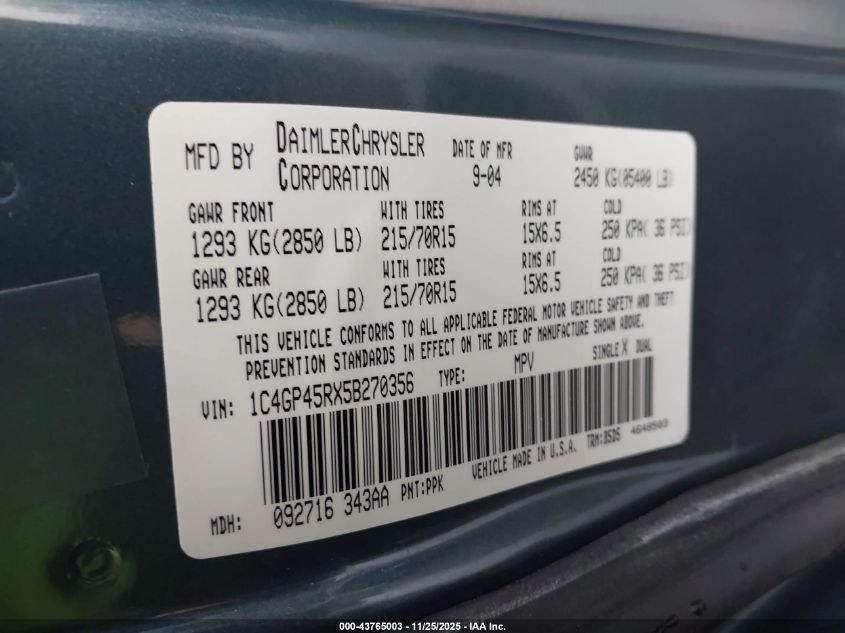 MFD BY DAIMLERCHRYSLER CORPORATION DATE OF MFR 9-04 GVWR 2450 KG(05400 LB)
GAWR FRONT WITH TIRES RIMS AT COLD
1293 KG(2850 LB) 215/70R15 15X6.5 250 KPA( 36 PSI)
GAWR REAR WITH TIRES RIMS AT COLD
1293 KG(2850 LB) 215/70R15 15X6.5 250 KPA( 36 PSI)
THIS VEHICLE CONFORMS TO ALL APPLICABLE FEDERAL MOTOR VEHICLE SAFETY AND THEFT
PREVENTION STANDARDS IN EFFECT ON THE DATE OF MANUFACTURE SHOWN ABOVE.
VIN: 1C4GP45RX5B270356 TYPE: MPV SINGLE X DUAL
VEHICLE MADE IN U.S.A. TRM:BSDS 4648503
MDH: 092716 343AA PNT:PPK
000-43765003 - 11/25/2025 - IAA Inc.